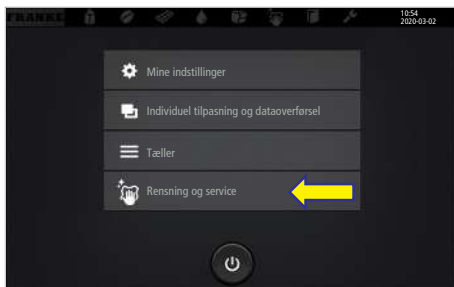 FRANKE
10:54
2020-03-02
Mine indstillinger
Individuel tilpasning og dataoverførsel
Tæller
Rensning og service